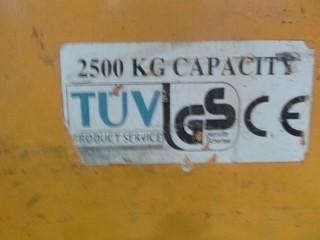 2500 KG CAPACITY
TÜV GS CE
PRODUCT SERVICE